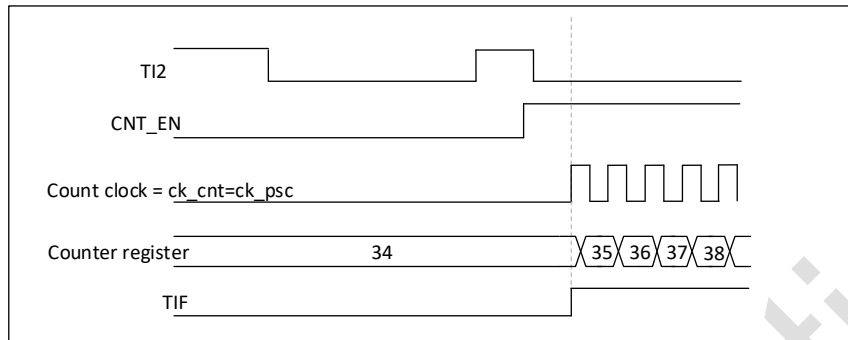 TI2
CNT_EN
Count clock = ck_cnt=ck_psc
Counter register 34 35 36 37 38
TIF